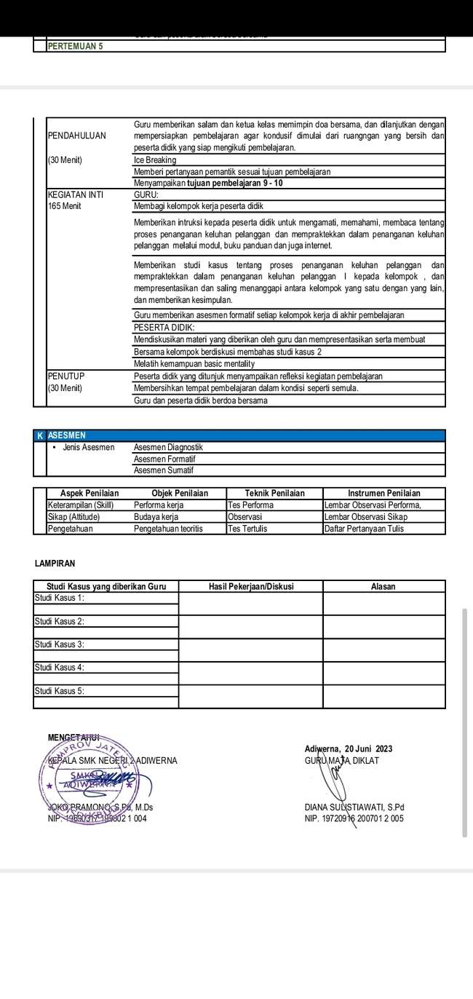 PERTEMUAN 5
Guru memberikan salam dan ketua kelas memimpin doa bersama, dan dilanjutkan dengan
PENDAHULUAN mempersiapkan pembelajaran agar kondusif dimulai dari ruangngan yang bersih dan
peserta didik yang siap mengikuti pembelajaran.
(30 Menit) Ice Breaking
Memberi pertanyaan pemantik sesuai tujuan pembelajaran
Menyampaikan tujuan pembelajaran 9 - 10
KEGIATAN INTI GURU:
165 Menit Membagi kelompok kerja peserta didik
Memberikan intruksi kepada peserta didik untuk mengamati, memahami, membaca tentang
proses penanganan keluhan pelanggan dan mempraktekkan dalam penanganan keluhan
pelanggan melalui modul, buku panduan dan juga internet.
Memberikan studi kasus tentang proses penanganan keluhan pelanggan dan
mempraktekkan dalam penanganan keluhan pelanggan I kepada kelompok , dan
mempresentasikan dan saling menanggapi antara kelompok yang satu dengan yang lain,
dan memberikan kesimpulan.
Guru memberikan asesmen formatif setiap kelompok kerja di akhir pembelajaran
PESERTA DIDIK:
Mendiskusikan materi yang diberikan oleh guru dan mempresentasikan serta membuat
Bersama kelompok berdiskusi membahas studi kasus 2
Melatih kemampuan basic mentality
PENUTUP Peserta didik yang ditunjuk menyampaikan refleksi kegiatan pembelajaran
(30 Menit) Membersihkan tempat pembelajaran dalam kondisi seperti semula.
Guru dan peserta didik berdoa bersama
K ASESMEN
▪ Jenis Asesmen Asesmen Diagnostik
Asesmen Formatif
Asesmen Sumatif
Aspek Penilaian Objek Penilaian Teknik Penilaian Instrumen Penilaian
Keterampilan (Skill) Performa kerja Tes Performa Lembar Observasi Performa,
Sikap (Attitude) Budaya kerja Observasi Lembar Observasi Sikap
Pengetahuan Pengetahuan teoritis Tes Tertulis Daftar Pertanyaan Tulis
LAMPIRAN
Studi Kasus yang diberikan Guru Hasil Pekerjaan/Diskusi Alasan
Studi Kasus 1:
Studi Kasus 2:
Studi Kasus 3:
Studi Kasus 4:
Studi Kasus 5:
MENGETAHUI
Adiwerna, 20 Juni 2023
KEPALA SMK NEGERI 2 ADIWERNA GURU MATA DIKLAT
PEMPROV JATENG
ADIWERNA
JOKO PRAMONO, S.Pd, M.Ds DIANA SULISTIAWATI, S.Pd
NIP. 1 004 NIP. 19720916 200701 2 005